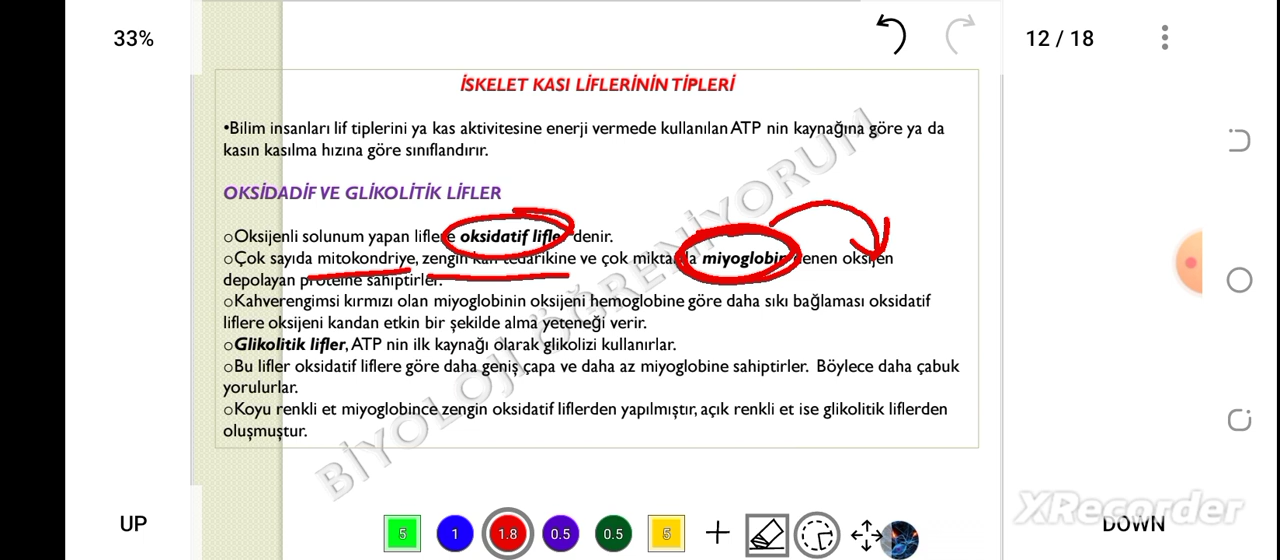 33%
12 / 18
İSKELET KASI LİFLERİNİN TİPLERİ
•Bilim insanları lif tiplerini ya kas aktivitesine enerji vermede kullanılan ATP nin kaynağına göre ya da
kasın kasılma hızına göre sınıflandırır.
OKSİDADİF VE GLİKOLİTİK LİFLER
oOksijenli solunum yapan liflere oksidatif lifler denir.
oÇok sayıda mitokondriye, zengin kan tedarikine ve çok miktarda miyoglobin denen oksijen
depolayan proteine sahiptirler.
oKahverengimsi kırmızı olan miyoglobinin oksijeni hemoglobine göre daha sıkı bağlaması oksidatif
liflere oksijeni kandan etkin bir şekilde alma yeteneği verir.
oGlikolitik lifler, ATP nin ilk kaynağı olarak glikolizi kullanırlar.
oBu lifler oksidatif liflere göre daha geniş çapa ve daha az miyoglobine sahiptirler. Böylece daha çabuk
yorulurlar.
oKoyu renkli et miyoglobince zengin oksidatif liflerden yapılmıştır, açık renkli et ise glikolitik liflerden
oluşmuştur.
BİYOLOJİ ÖĞRENİYORUM
UP
5 1 1.8 0.5 0.5 5
XRecorder
DOWN